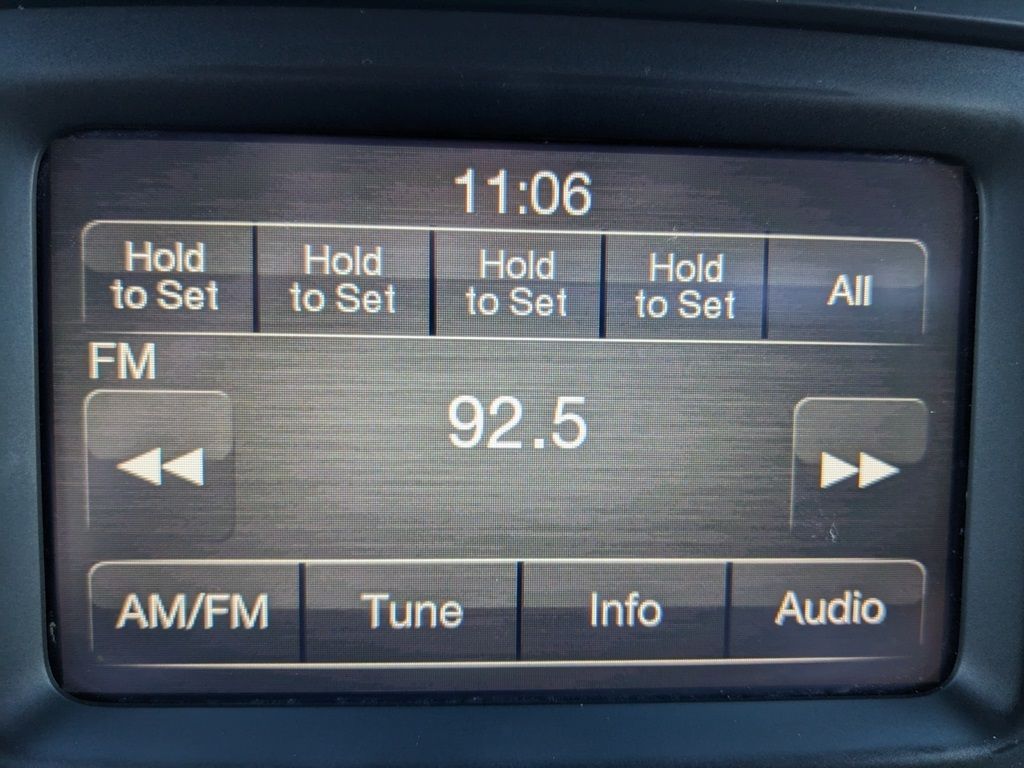 11:06
Hold to Set
Hold to Set
Hold to Set
Hold to Set
All
FM
92.5
AM/FM
Tune
Info
Audio